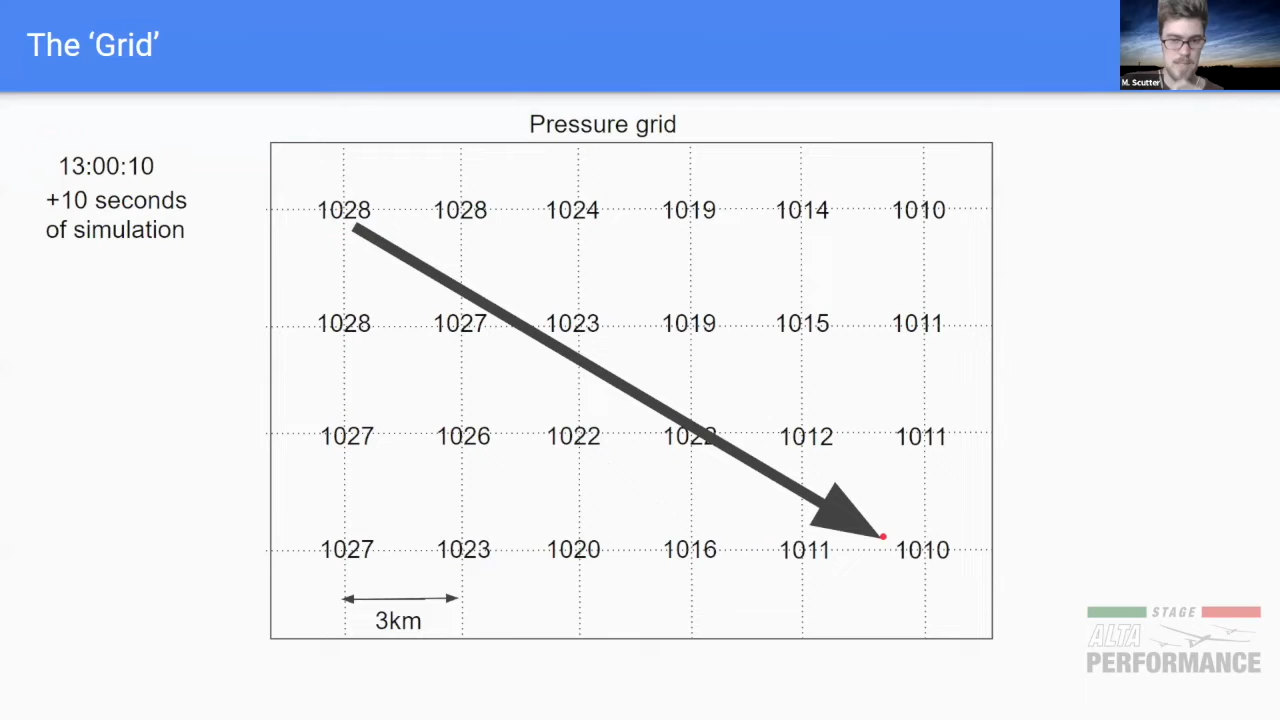 The ‘Grid’
M. Scutter
Pressure grid
13:00:10
+10 seconds
of simulation
1028 1028 1024 1019 1014 1010
1028 1027 1023 1019 1015 1011
1027 1026 1022 1022 1012 1011
1027 1023 1020 1016 1011 1010
3km
STAGE
ALTA
PERFORMANCE